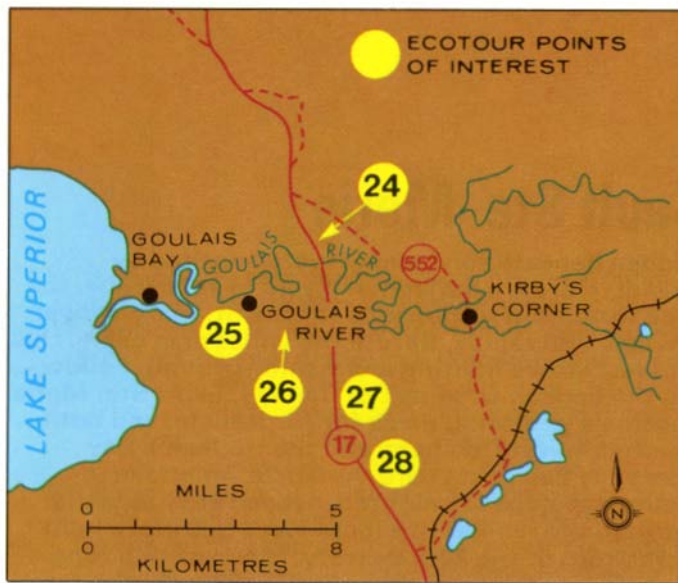 ECOTOUR POINTS
OF INTEREST
24
LAKE SUPERIOR
GOULAIS
BAY
GOULAIS
RIVER
552
KIRBY'S
CORNER
GOULAIS
RIVER
25
26
27
17
28
MILES
0 5
0 8
KILOMETRES
N